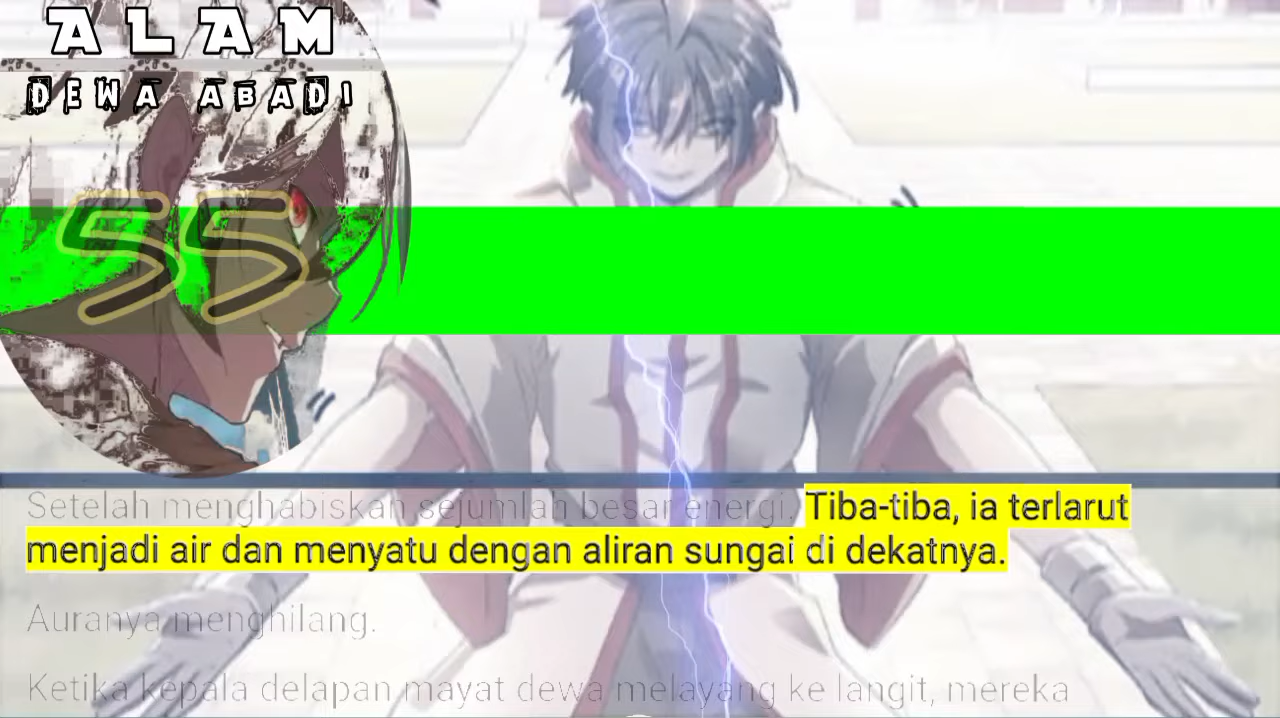 ALAM
DEWA ABADI
55
Setelah menghabiskan sejumlah besar energi. Tiba-tiba, ia terlarut
menjadi air dan menyatu dengan aliran sungai di dekatnya.
Auranya menghilang.
Ketika kepala delapan mayat dewa melayang ke langit, mereka